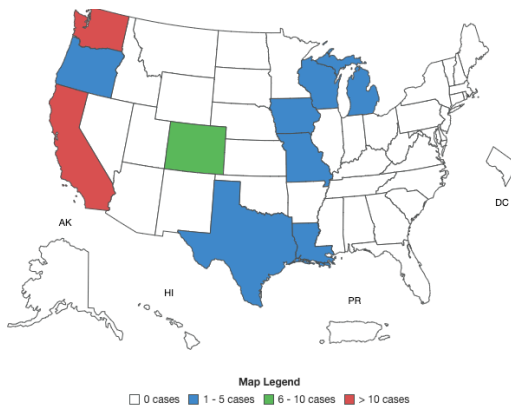 DC
AK
HI
PR
Map Legend
0 cases 1 - 5 cases 6 - 10 cases > 10 cases